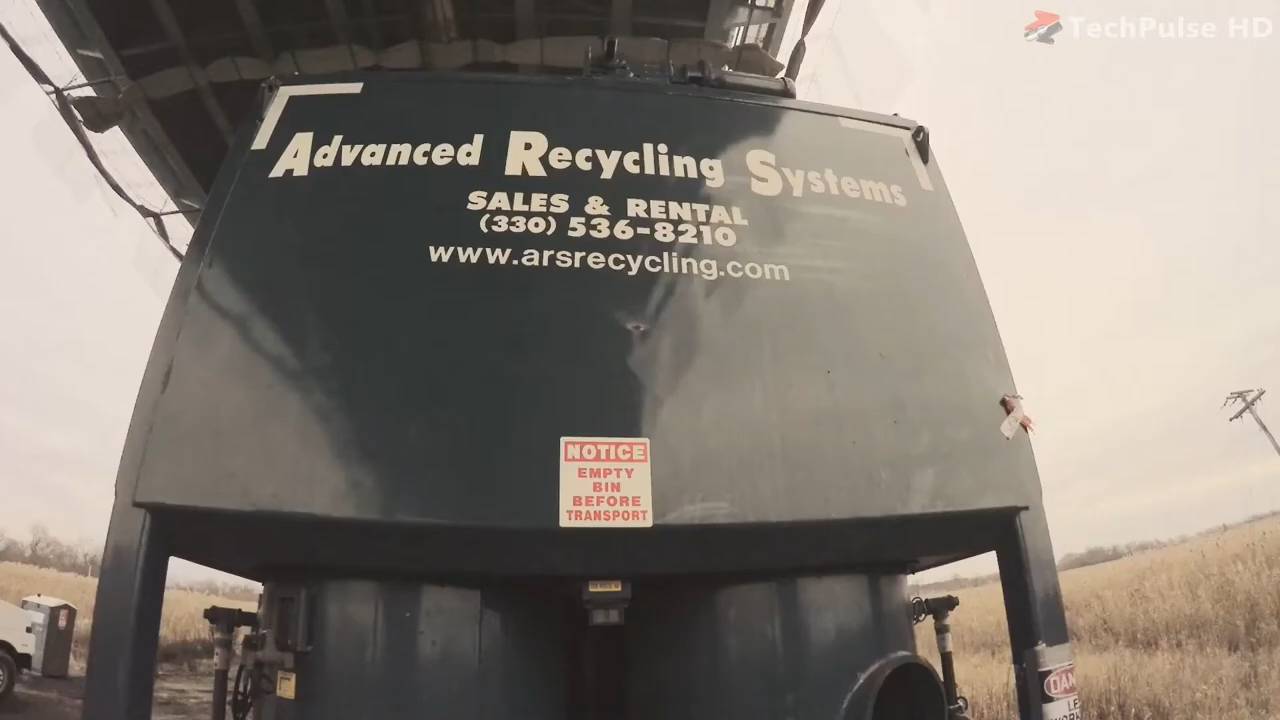 TechPulse HD
Advanced Recycling Systems
SALES & RENTAL
(330) 536-8210
www.arsrecycling.com
NOTICE
EMPTY
BIN
BEFORE
TRANSPORT